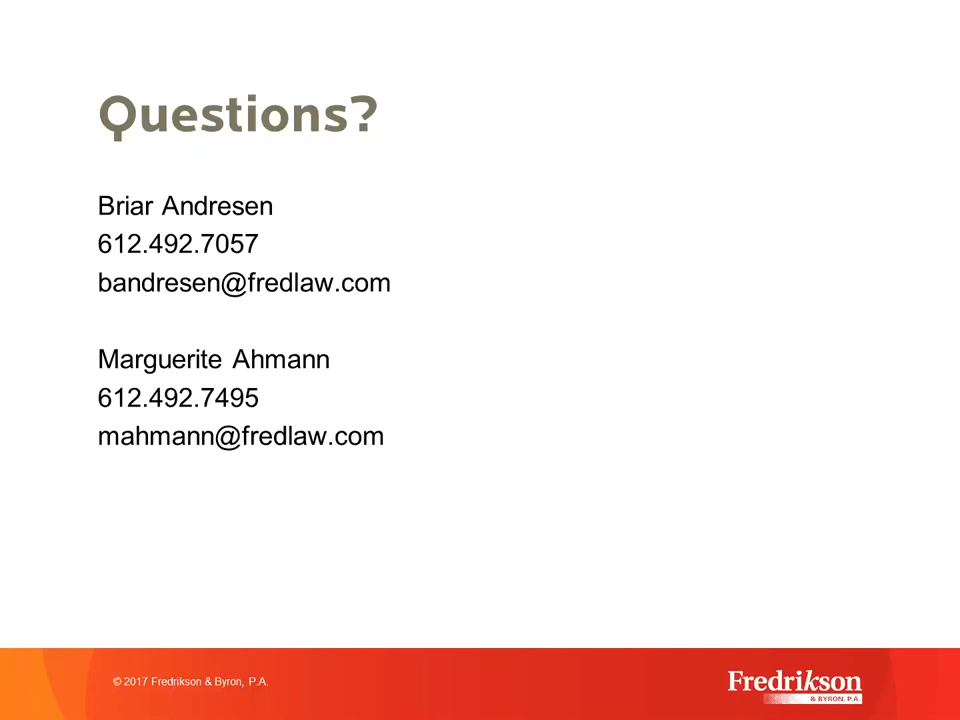 Questions?
Briar Andresen
612.492.7057
bandresen@fredlaw.com
Marguerite Ahmann
612.492.7495
mahmann@fredlaw.com
© 2017 Fredrikson & Byron, P.A.
Fredrikson
& BYRON, P.A.